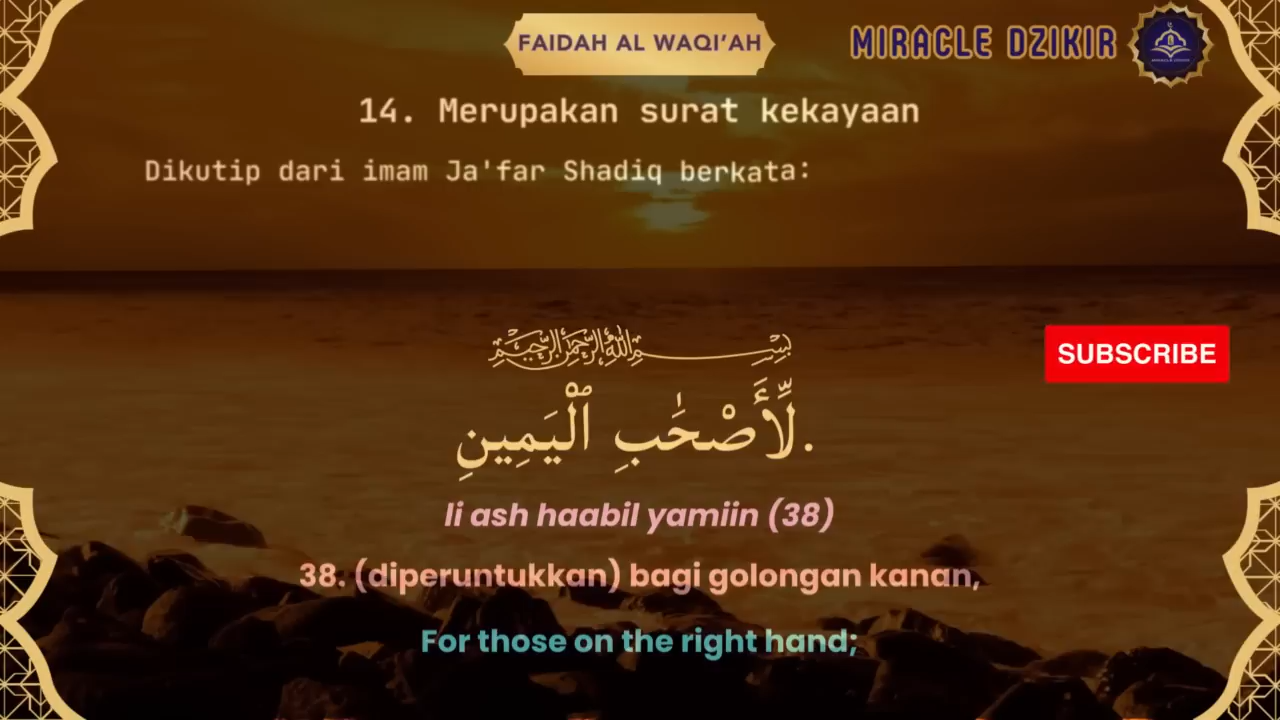 FAIDAH AL WAQI’AH
MIRACLE DZIKIR
14. Merupakan surat kekayaan
Dikutip dari imam Ja'far Shadiq berkata:
بِسْمِ اللهِ الرَّحْمٰنِ الرَّحِيْمِ
SUBSCRIBE
لِّأَصْحَٰبِ ٱلْيَمِينِ.
li ash haabil yamiin (38)
38. (diperuntukkan) bagi golongan kanan,
For those on the right hand;